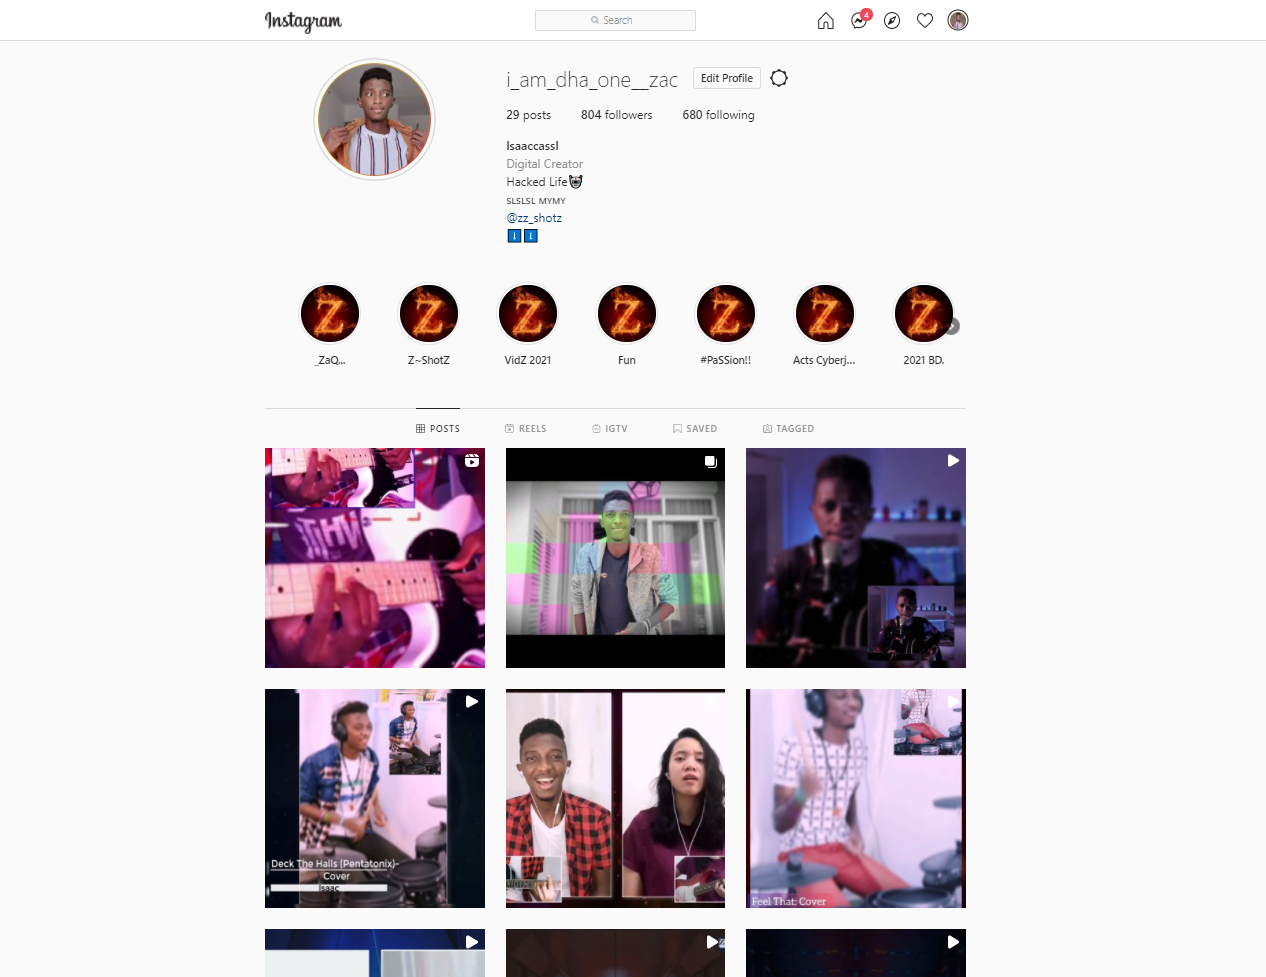 Instagram
Search
4
i_am_dha_one__zac
Edit Profile
29 posts
804 followers
680 following
Isaaccassl
Digital Creator
Hacked Life
SLSLSL MYMY
@zz_shotz
_ZaQ...
Z~ShotZ
VidZ 2021
Fun
#PaSSion!!
Acts Cyberj...
2021 BD.
POSTS
REELS
IGTV
SAVED
TAGGED
Deck The Halls (Pentatonix)-
Cover
Isaac
Feel That: Cover